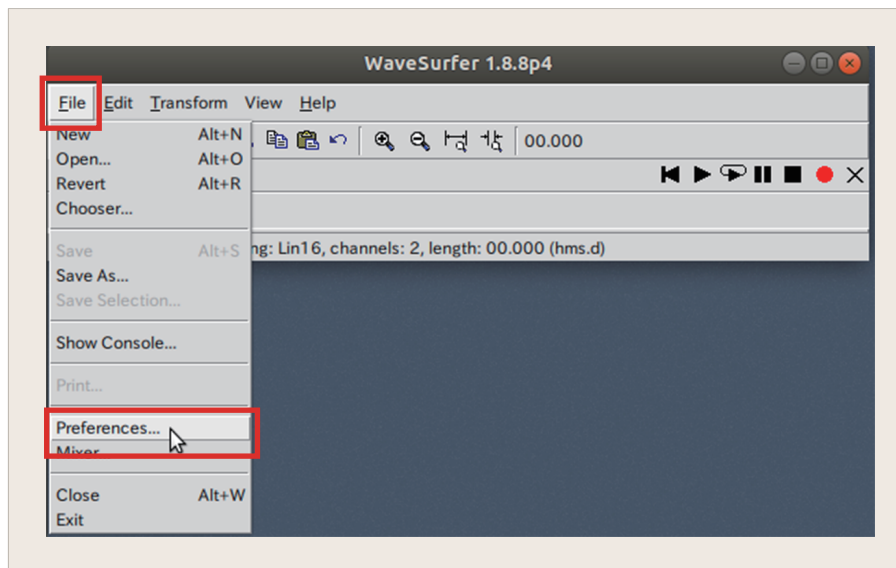 WaveSurfer 1.8.8p4
File Edit Transform View Help
00.000
New Alt+N
Open... Alt+O
Revert Alt+R
Chooser...
Save Alt+S
ng: Lin16, channels: 2, length: 00.000 (hms.d)
Save As...
Save Selection...
Show Console...
Print...
Preferences...
Mixer
Close Alt+W
Exit